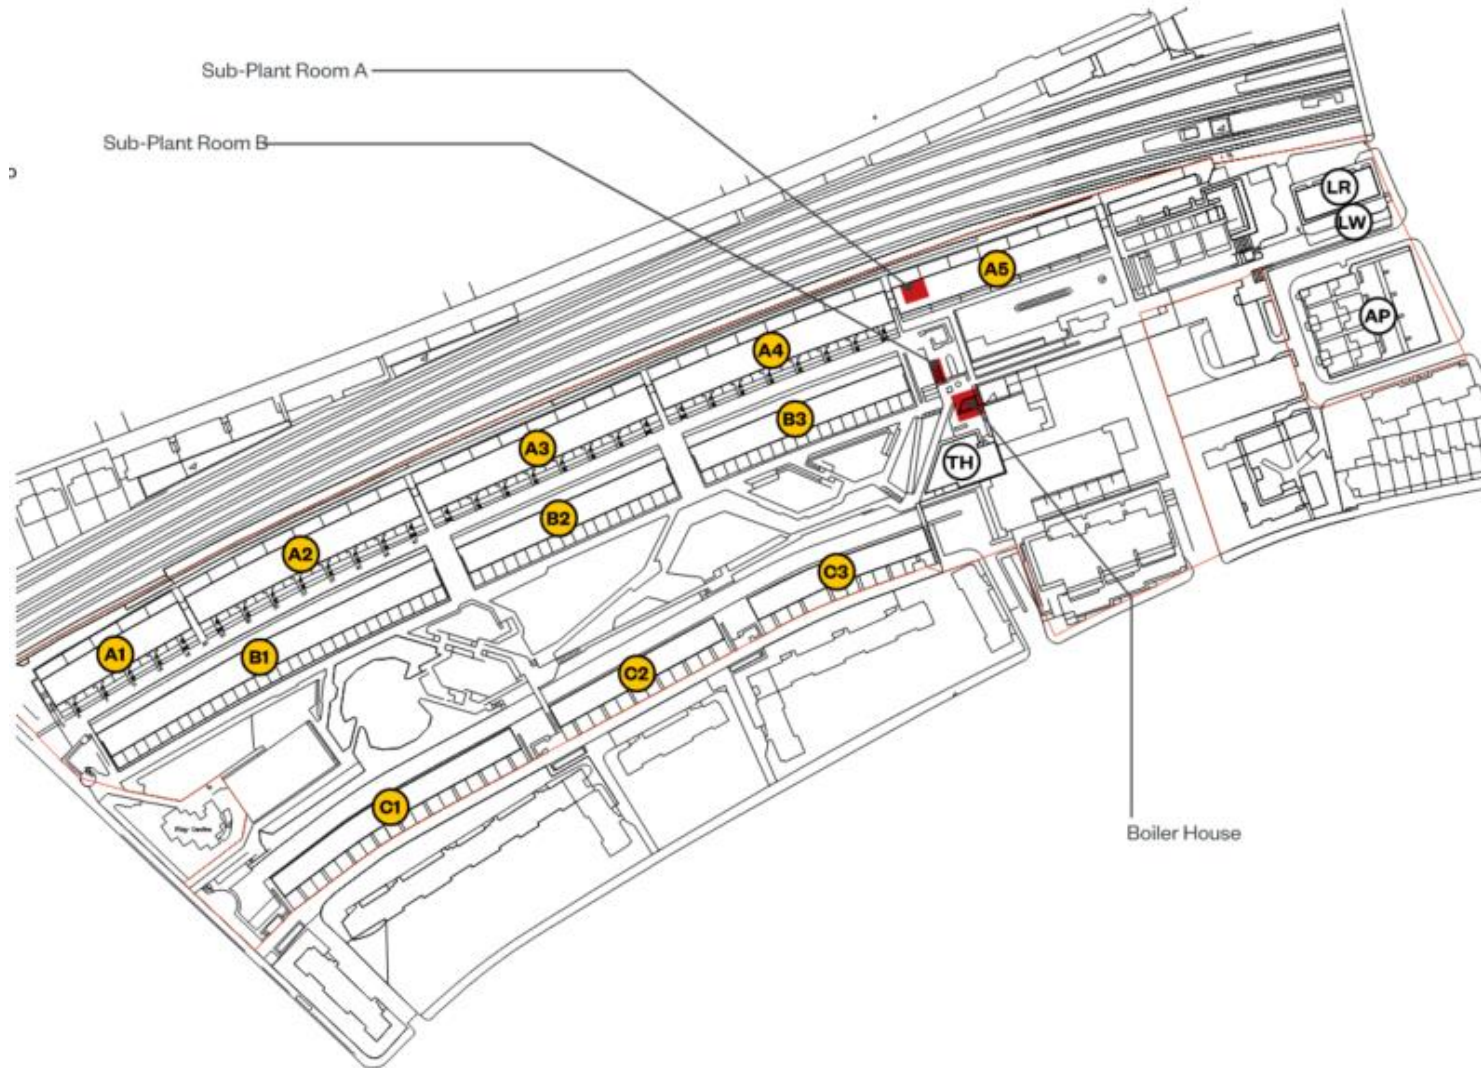 Sub-Plant Room A
Sub-Plant Room B
LR
LW
A5
AP
A4
B3
A3
TH
B2
A2
C3
A1
B1
C2
C1
Boiler House